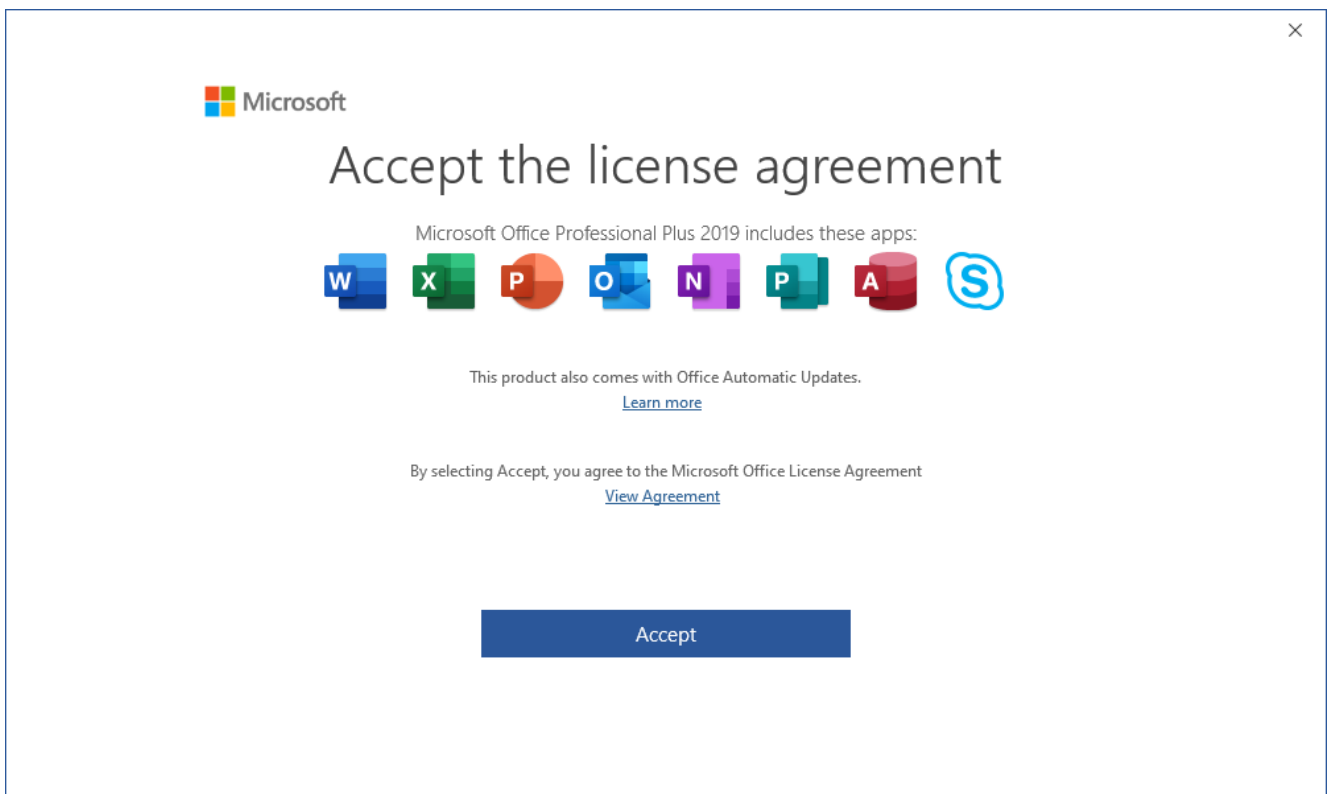 Microsoft
Accept the license agreement
Microsoft Office Professional Plus 2019 includes these apps:
W X P O N P A S
This product also comes with Office Automatic Updates.
Learn more
By selecting Accept, you agree to the Microsoft Office License Agreement
View Agreement
Accept